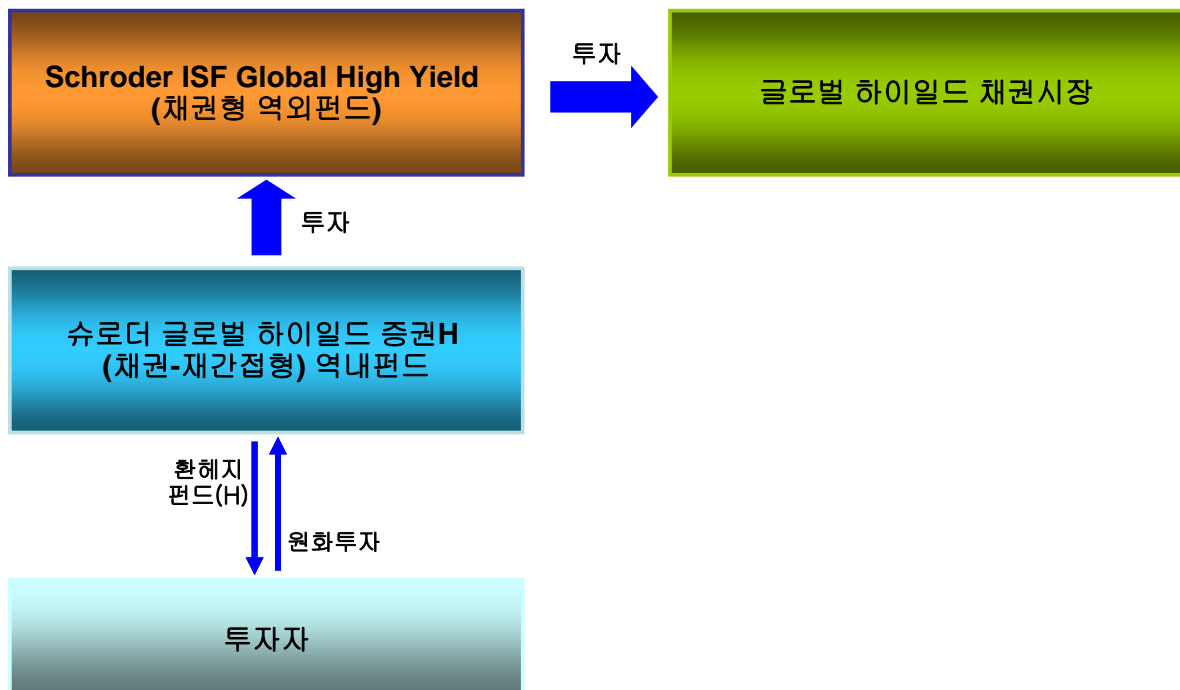 Schroder ISF Global High Yield
(채권형 역외펀드)
투자
글로벌 하이일드 채권시장
투자
슈로더 글로벌 하이일드 증권H
(채권-재간접형) 역내펀드
환헤지
펀드(H)
원화투자
투자자